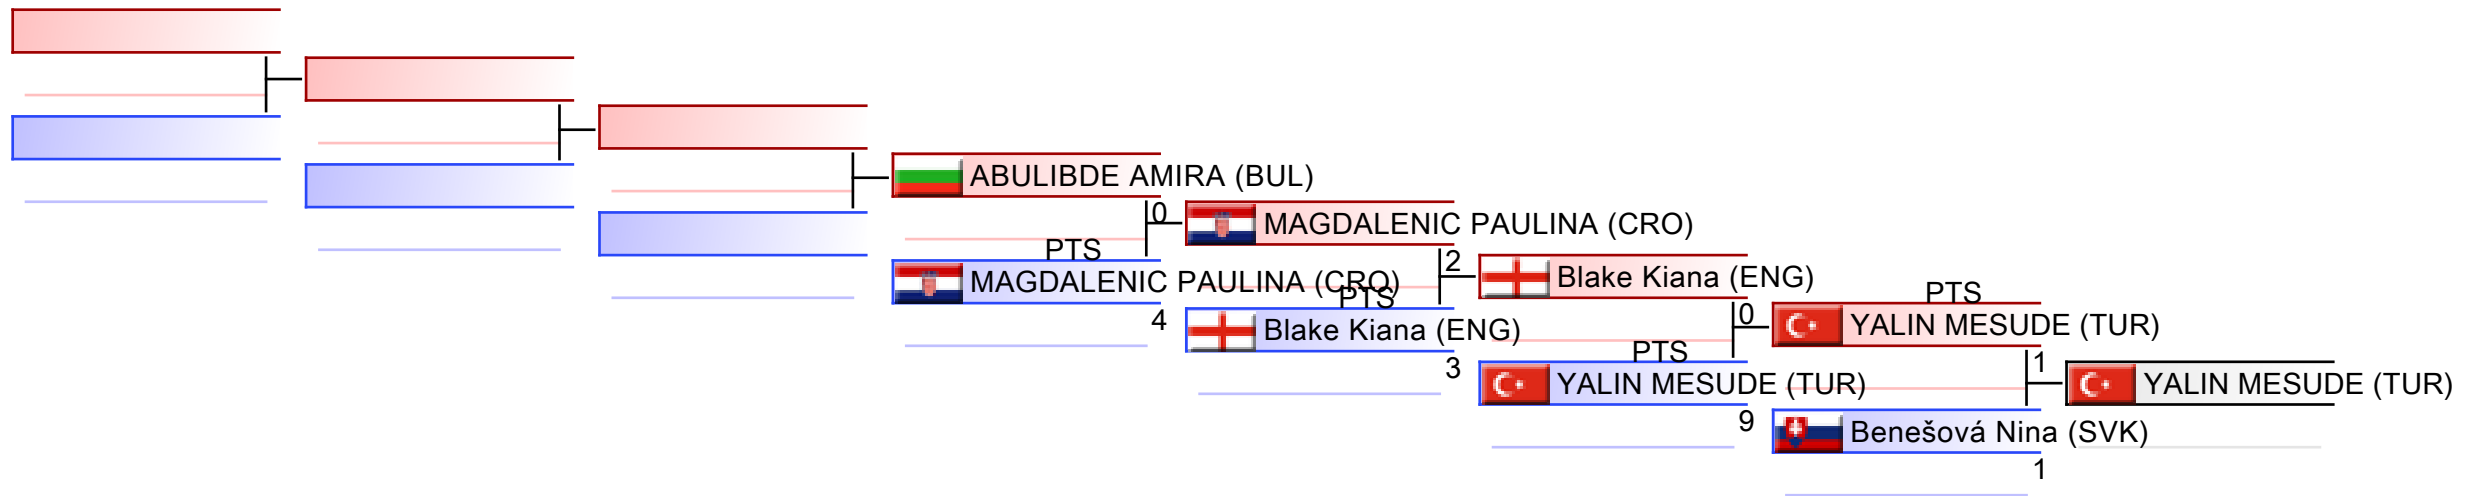 ABULIBDE AMIRA (BUL)
0
PTS
MAGDALENIC PAULINA (CRO)
4
MAGDALENIC PAULINA (CRO)
2
PTS
Blake Kiana (ENG)
3
Blake Kiana (ENG)
0
PTS
YALIN MESUDE (TUR)
9
PTS
YALIN MESUDE (TUR)
1
Benešová Nina (SVK)
1
YALIN MESUDE (TUR)